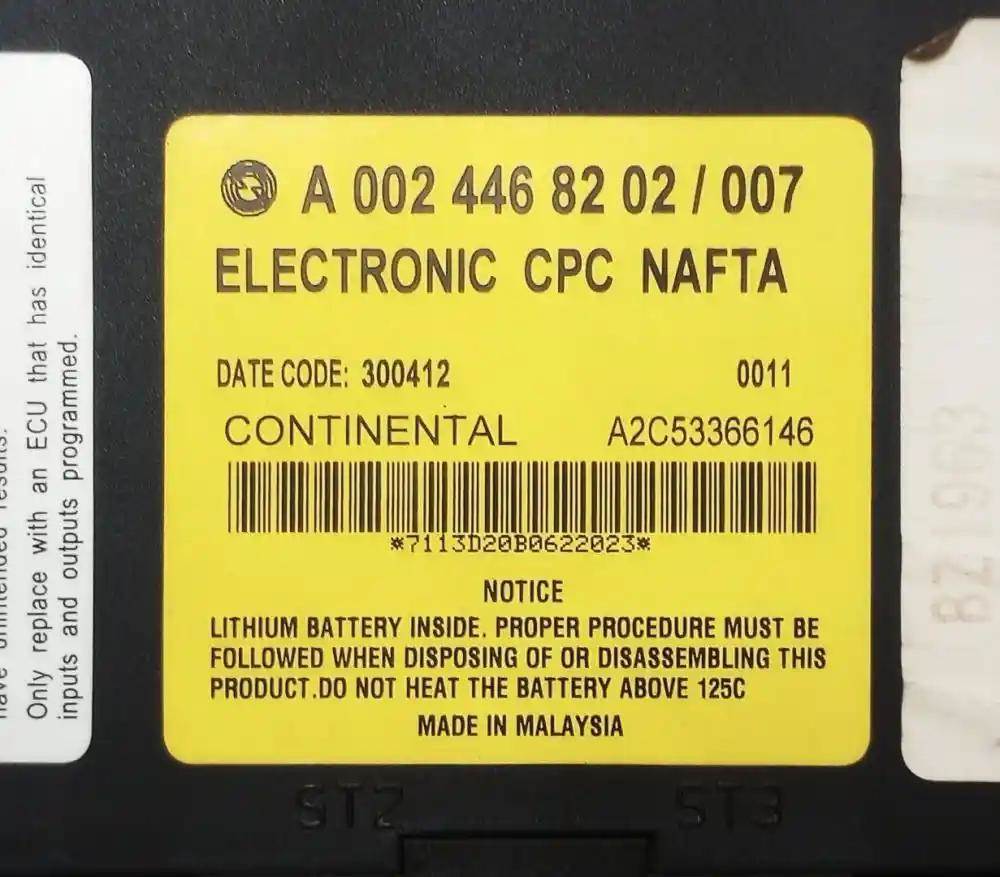 A 002 446 82 02 / 007
ELECTRONIC CPC NAFTA
DATE CODE: 300412 0011
CONTINENTAL A2C53366146
*7113D20B0622023*
NOTICE
LITHIUM BATTERY INSIDE. PROPER PROCEDURE MUST BE
FOLLOWED WHEN DISPOSING OF OR DISASSEMBLING THIS
PRODUCT.DO NOT HEAT THE BATTERY ABOVE 125C
MADE IN MALAYSIA
Only replace with an ECU that has identical
inputs and outputs programmed.
ST2 ST3